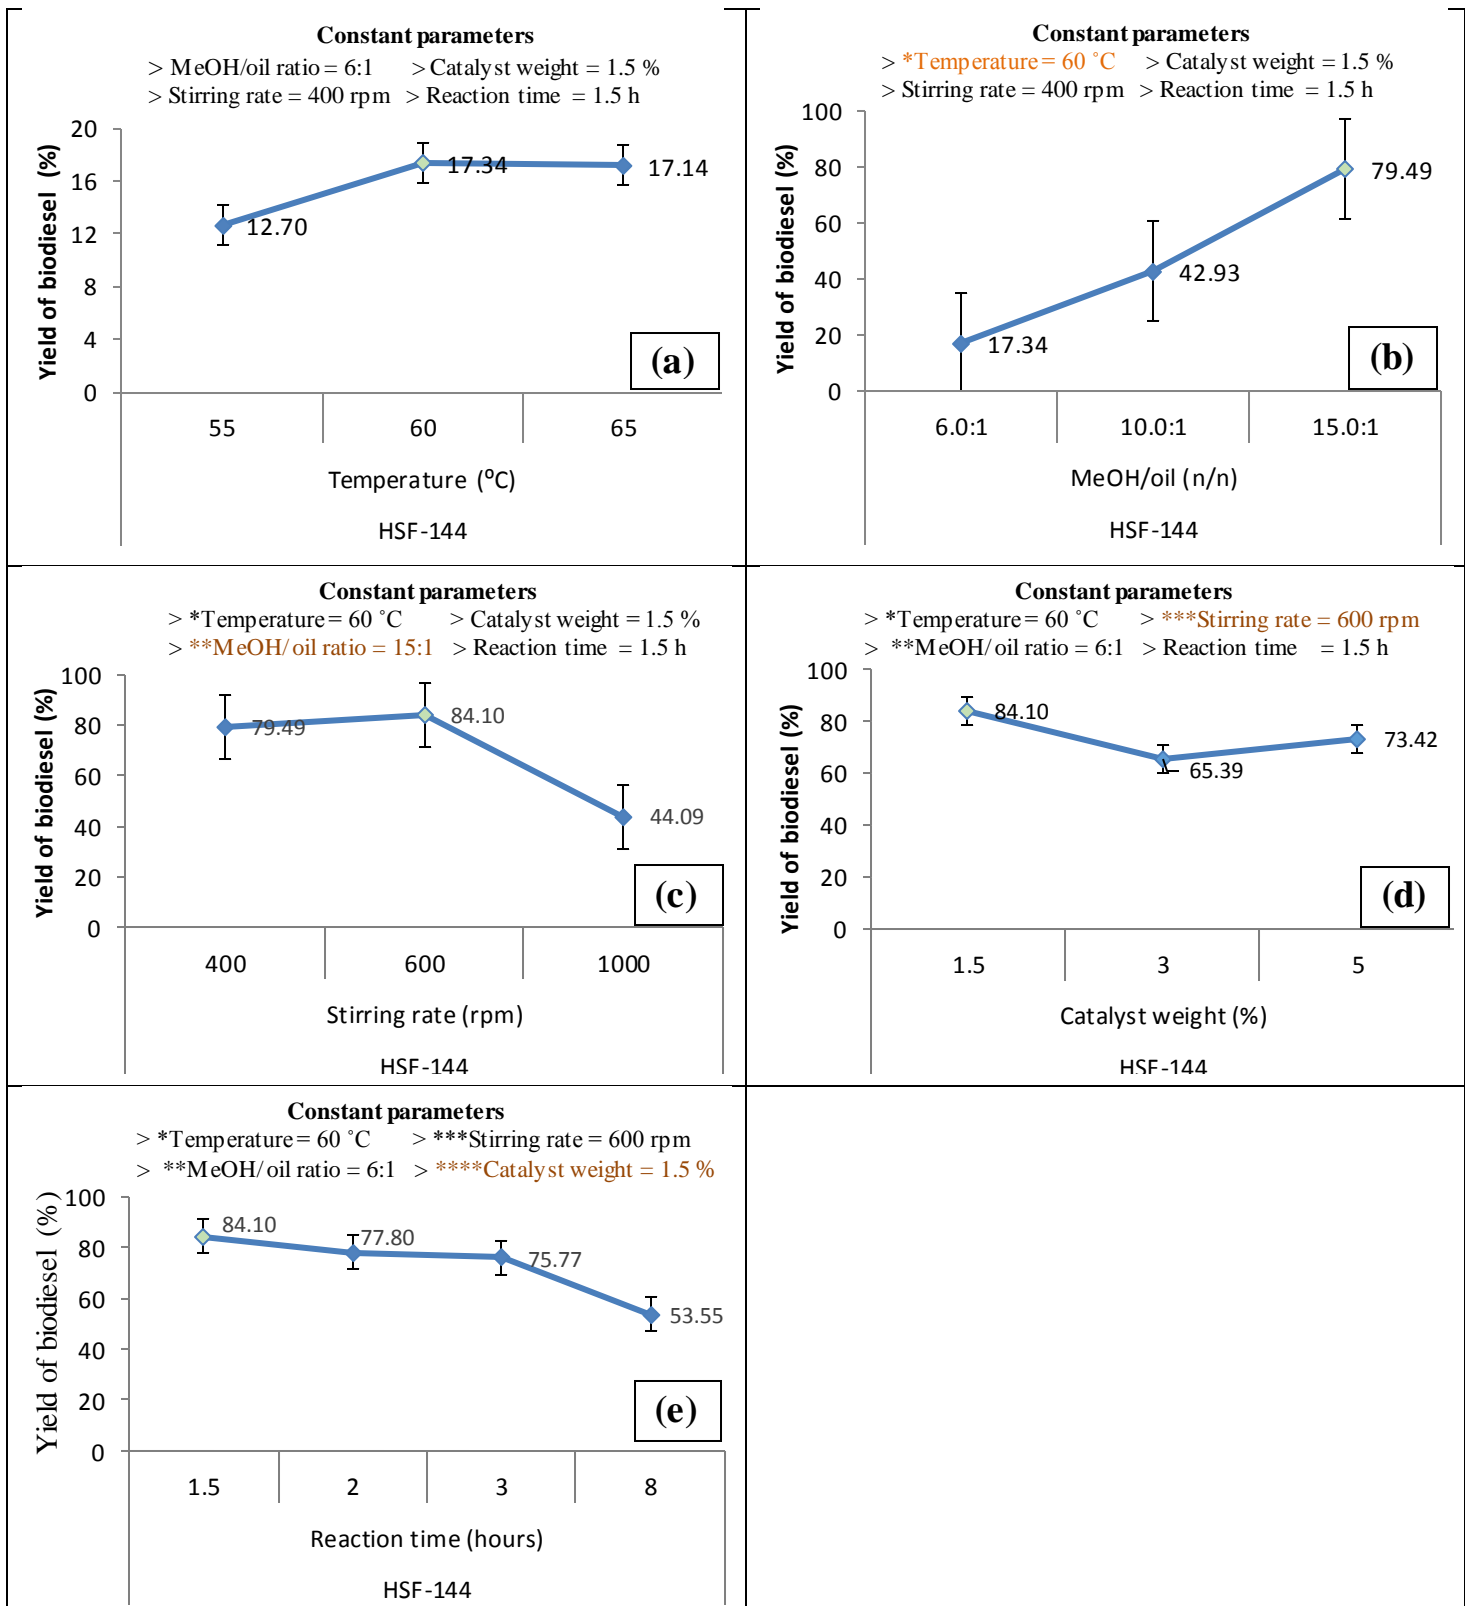 Constant parameters
> MeOH/oil ratio = 6:1 > Catalyst weight = 1.5 %
> Stirring rate = 400 rpm > Reaction time = 1.5 h
Yield of biodiesel (%)
20
16
12
8
4
0
12.70
17.34
17.14
(a)
55 60 65
Temperature (⁰C)
HSF-144
Constant parameters
> *Temperature = 60 ˚C > Catalyst weight = 1.5 %
> Stirring rate = 400 rpm > Reaction time = 1.5 h
Yield of biodiesel (%)
100
80
60
40
20
0
17.34
42.93
79.49
(b)
6.0:1 10.0:1 15.0:1
MeOH/oil (n/n)
HSF-144
Constant parameters
> *Temperature = 60 ˚C > Catalyst weight = 1.5 %
> **MeOH/oil ratio = 15:1 > Reaction time = 1.5 h
Yield of biodiesel (%)
100
80
60
40
20
0
79.49
84.10
44.09
(c)
400 600 1000
Stirring rate (rpm)
HSF-144
Constant parameters
> *Temperature = 60 ˚C > ***Stirring rate = 600 rpm
> **MeOH/oil ratio = 6:1 > Reaction time = 1.5 h
Yield of biodiesel (%)
100
80
60
40
20
0
84.10
65.39
73.42
(d)
1.5 3 5
Catalyst weight (%)
HSF-144
Constant parameters
> *Temperature = 60 ˚C > ***Stirring rate = 600 rpm
> **MeOH/oil ratio = 6:1 > ****Catalyst weight = 1.5 %
Yield of biodiesel (%)
100
80
60
40
20
0
84.10
77.80
75.77
53.55
(e)
1.5 2 3 8
Reaction time (hours)
HSF-144